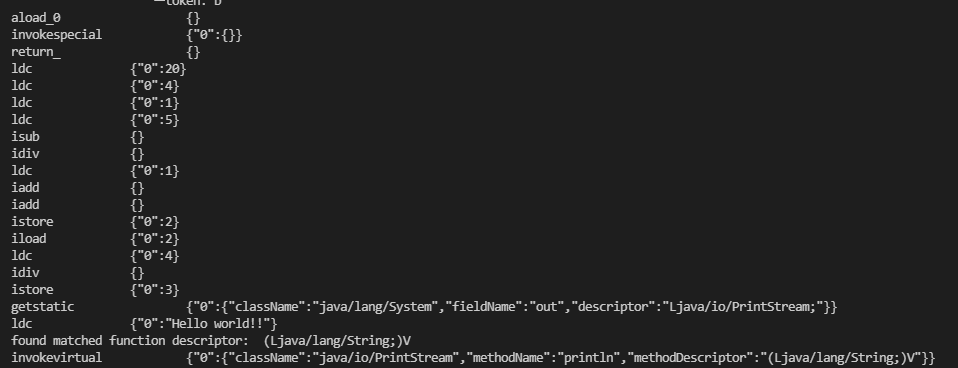 token: b
aload_0 {}
invokespecial {"0":{}}
return_ {}
ldc {"0":20}
ldc {"0":4}
ldc {"0":1}
ldc {"0":5}
isub {}
idiv {}
ldc {"0":1}
iadd {}
iadd {}
istore {"0":2}
iload {"0":2}
ldc {"0":4}
idiv {}
istore {"0":3}
getstatic {"0":{"className":"java/lang/System","fieldName":"out","descriptor":"Ljava/io/PrintStream;"}}
ldc {"0":"Hello world!!"}
found matched function descriptor: (Ljava/lang/String;)V
invokevirtual {"0":{"className":"java/io/PrintStream","methodName":"println","methodDescriptor":"(Ljava/lang/String;)V"}}